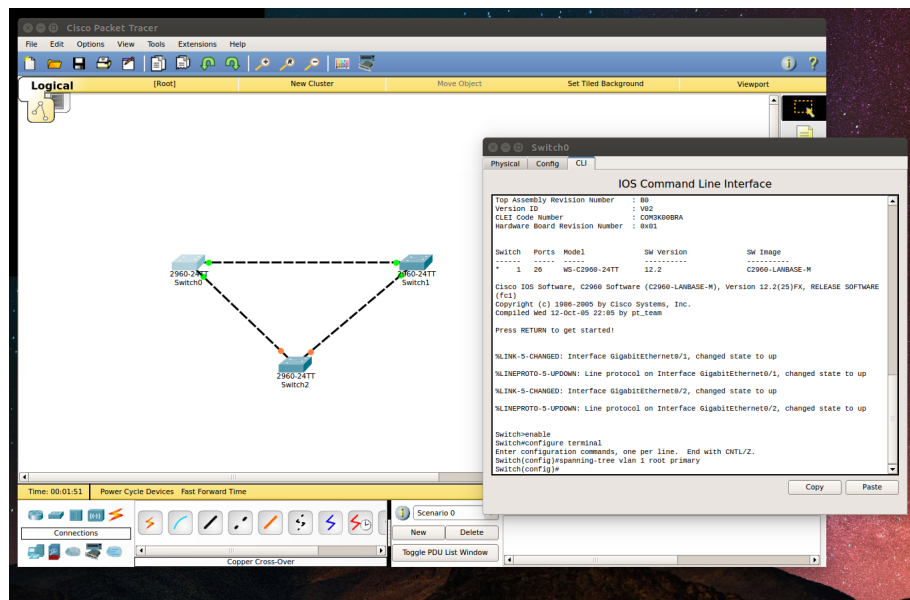 Cisco Packet Tracer
File Edit Options View Tools Extensions Help
Logical
[Root]
New Cluster
Move Object
Set Tiled Background
Viewport
2960-24TT
Switch0
2960-24TT
Switch1
2960-24TT
Switch2
Switch0
Physical Config CLI
IOS Command Line Interface
Top Assembly Revision Number : B0
Version ID : V02
CLEI Code Number : COM3K00BRA
Hardware Board Revision Number : 0x01
Switch Ports Model SW Version SW Image
------ ----- ----- ---------- ----------
* 1 26 WS-C2960-24TT 12.2 C2960-LANBASE-M
Cisco IOS Software, C2960 Software (C2960-LANBASE-M), Version 12.2(25)FX, RELEASE SOFTWARE
(fc1)
Copyright (c) 1986-2005 by Cisco Systems, Inc.
Compiled Wed 12-Oct-05 22:05 by pt_team
Press RETURN to get started!
%LINK-5-CHANGED: Interface GigabitEthernet0/1, changed state to up
%LINEPROTO-5-UPDOWN: Line protocol on Interface GigabitEthernet0/1, changed state to up
%LINK-5-CHANGED: Interface GigabitEthernet0/2, changed state to up
%LINEPROTO-5-UPDOWN: Line protocol on Interface GigabitEthernet0/2, changed state to up
Switch>enable
Switch#configure terminal
Enter configuration commands, one per line. End with CNTL/Z.
Switch(config)#spanning-tree vlan 1 root primary
Switch(config)#
Copy Paste
Time: 00:01:51 Power Cycle Devices Fast Forward Time
Connections
Copper Cross-Over
Scenario 0
New Delete
Toggle PDU List Window